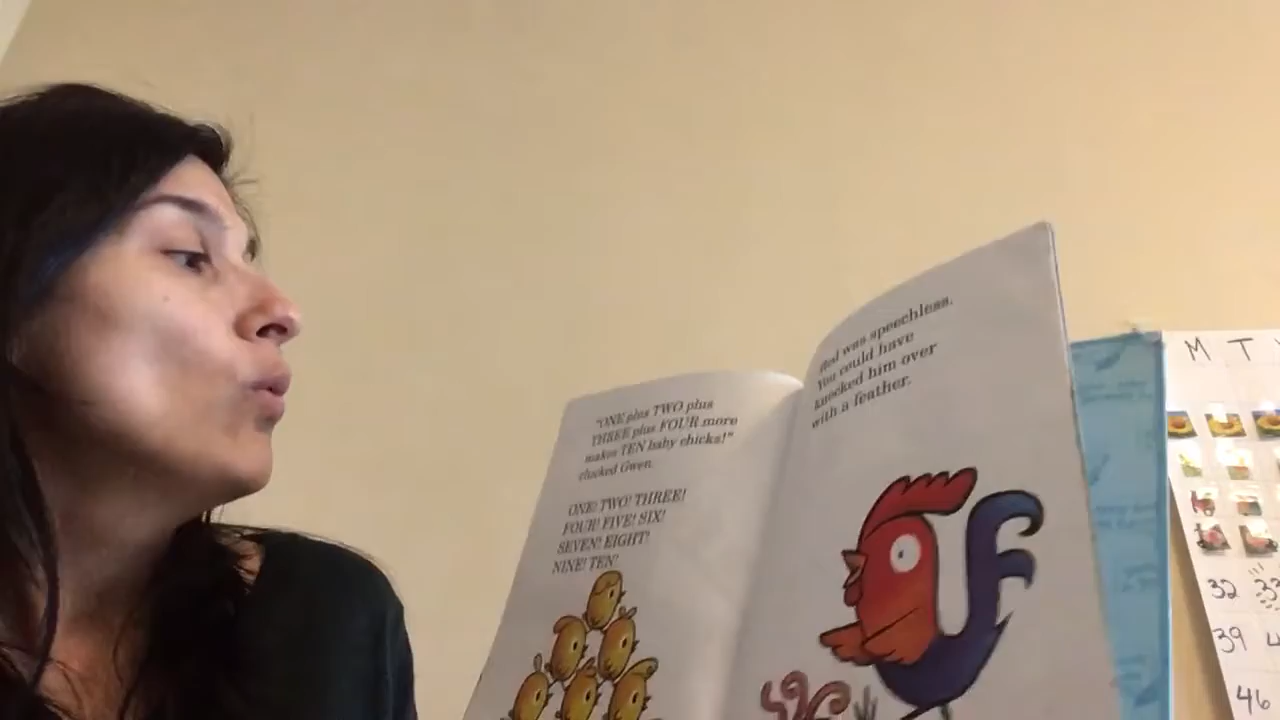 "ONE plus TWO plus
THREE plus FOUR more
makes TEN baby chicks!"
clucked Gwen.
ONE! TWO! THREE!
FOUR! FIVE! SIX!
SEVEN! EIGHT!
NINE! TEN!
Red was speechless.
You could have
knocked him over
with a feather.
M T
32 33
39
46